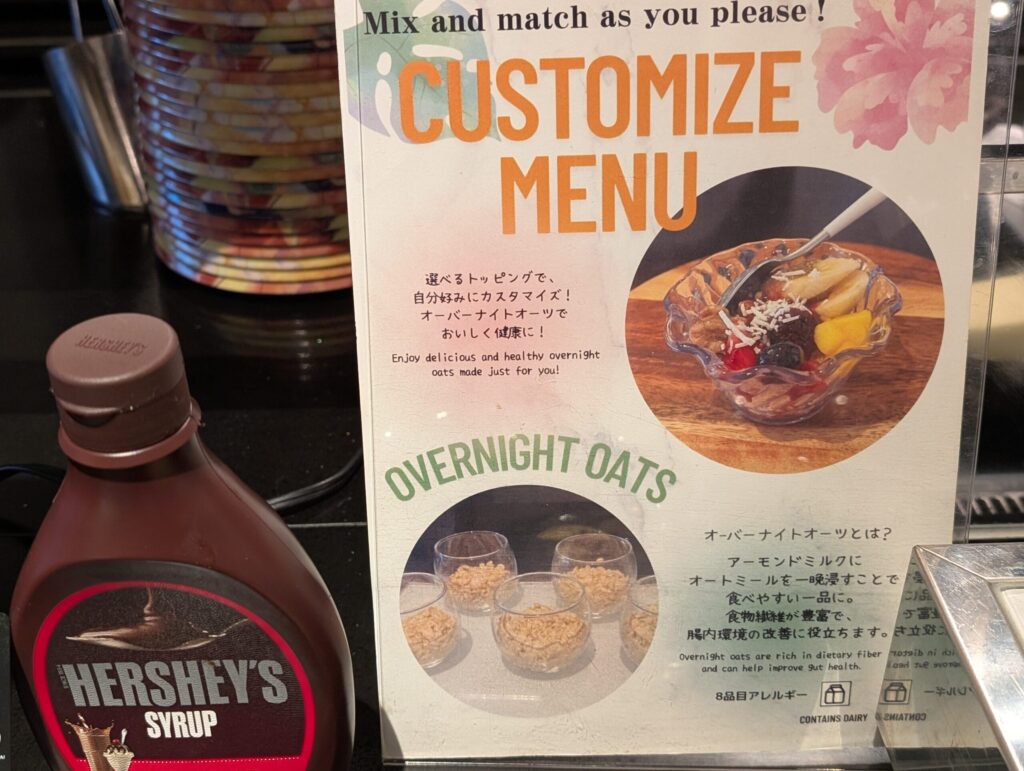 Mix and match as you please !
CUSTOMIZE
MENU
選べるトッピングで、
自分好みにカスタマイズ！
オーバーナイトオーツで
おいしく健康に！
Enjoy delicious and healthy overnight
oats made just for you!
OVERNIGHT OATS
オーバーナイトオーツとは？
アーモンドミルクに
オートミールを一晩浸すことで
食べやすい一品に。
食物繊維が豊富で、
腸内環境の改善に役立ちます。
Overnight oats are rich in dietary fiber
and can help improve gut health.
8品目アレルギー
CONTAINS DAIRY
HERSHEY'S
HERSHEY'S
SYRUP